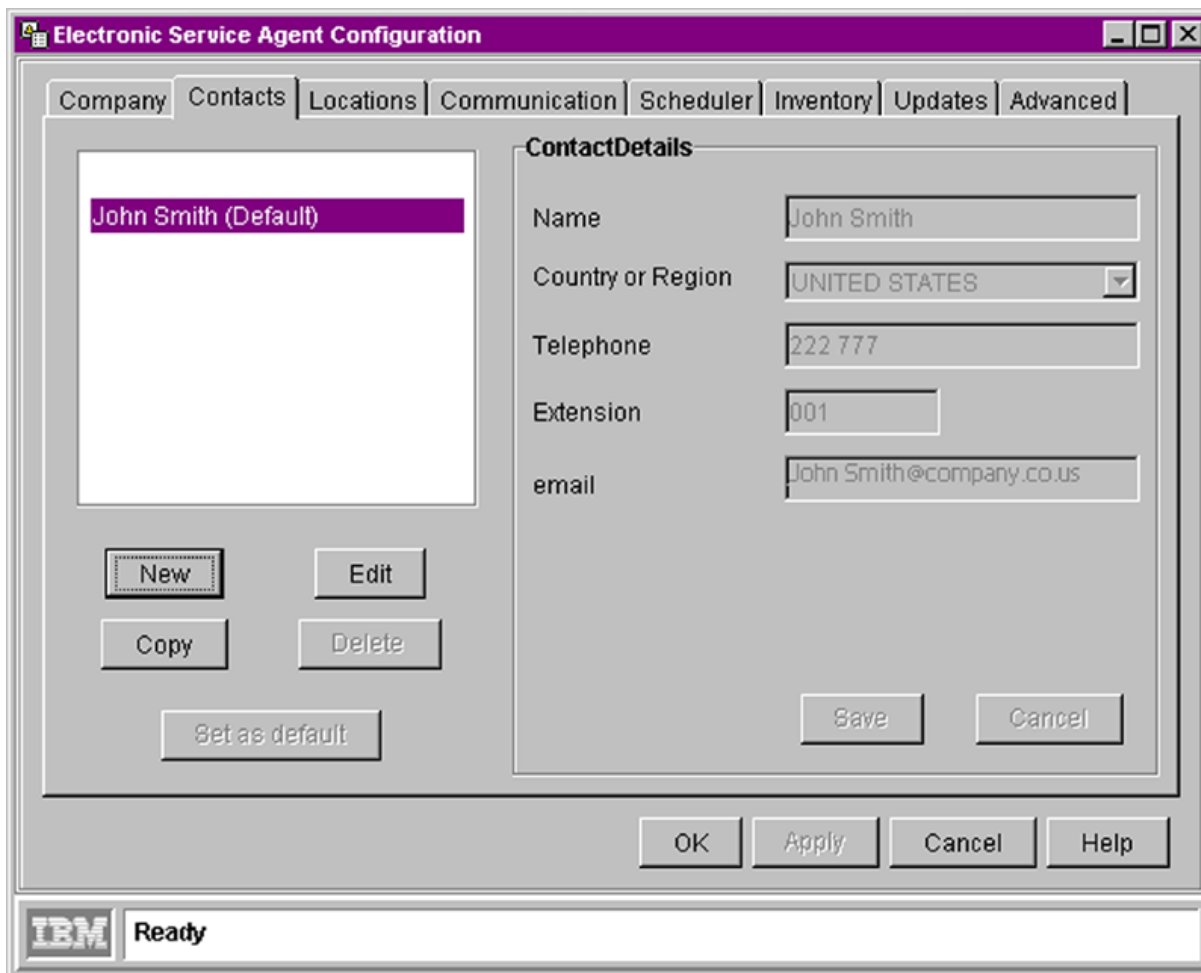 Electronic Service Agent Configuration
Company Contacts Locations Communication Scheduler Inventory Updates Advanced
John Smith (Default)
New Edit
Copy Delete
Set as default
ContactDetails
Name John Smith
Country or Region UNITED STATES
Telephone 222 777
Extension 001
email John Smith@company.co.us
Save Cancel
OK Apply Cancel Help
IBM Ready